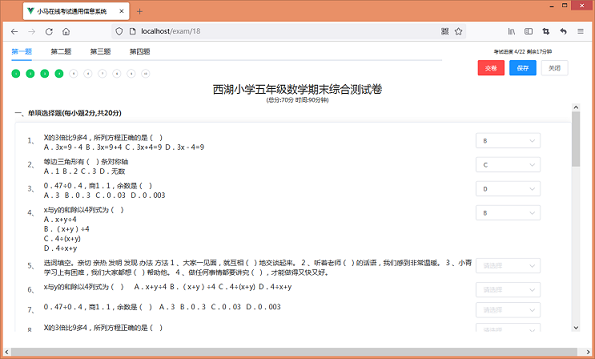 小马在线考试通用信息系统
localhost/exam/18
第一题 第二题 第三题 第四题
考试进度 4/22 剩余17分钟
交卷 保存 关闭
西湖小学五年级数学期末综合测试卷
(总分:70分 时间:90分钟)
一、单项选择题(每小题2分,共20分)
1、 X的3倍比9多4，所列方程正确的是 ( )
A．3x=9－4 B．3x=9+4 C．3x+4=9 D．3x－4=9
B
2、 等边三角形有 ( ) 条对称轴
A．1 B．2 C．3 D．无数
C
3、 0．47÷0．4，商1．1，余数是 ( )
A．3 B．0．3 C．0．03 D．0．003
D
4、 x与y的和除以4列式为 ( )
A．x+y÷4
B． ( x+y ) ÷4
C．4÷(x+y)
D．4÷x+y
B
5、 选词填空。亲切 亲热 发明 发现 办法 方法 1 、大家一见面，就互相 ( ) 地交谈起来。 2 、听着老师 ( ) 的话语，我们感到非常温暖。 3 、小青
学习上有困难，我们大家都想 ( ) 帮助他。 4 、做任何事情都要讲究 ( ) ，才能做得又快又好。
请选择
6、 x与y的和除以4列式为 ( ) A．x+y÷4 B． ( x+y ) ÷4 C．4÷(x+y) D．4÷x+y
请选择
7、 0．47÷0．4，商1．1，余数是 ( ) A．3 B．0．3 C．0．03 D．0．003
请选择
8、 X的3倍比9多4，所列方程正确的是 ( )